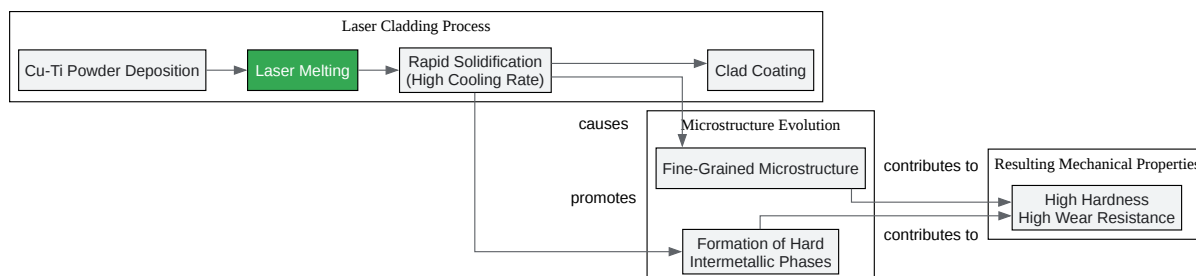 Laser Cladding Process
Cu-Ti Powder Deposition
Laser Melting
Rapid Solidification
(High Cooling Rate)
Clad Coating
causes
Microstructure Evolution
Fine-Grained Microstructure
promotes
Formation of Hard
Intermetallic Phases
contributes to
contributes to
Resulting Mechanical Properties
High Hardness
High Wear Resistance